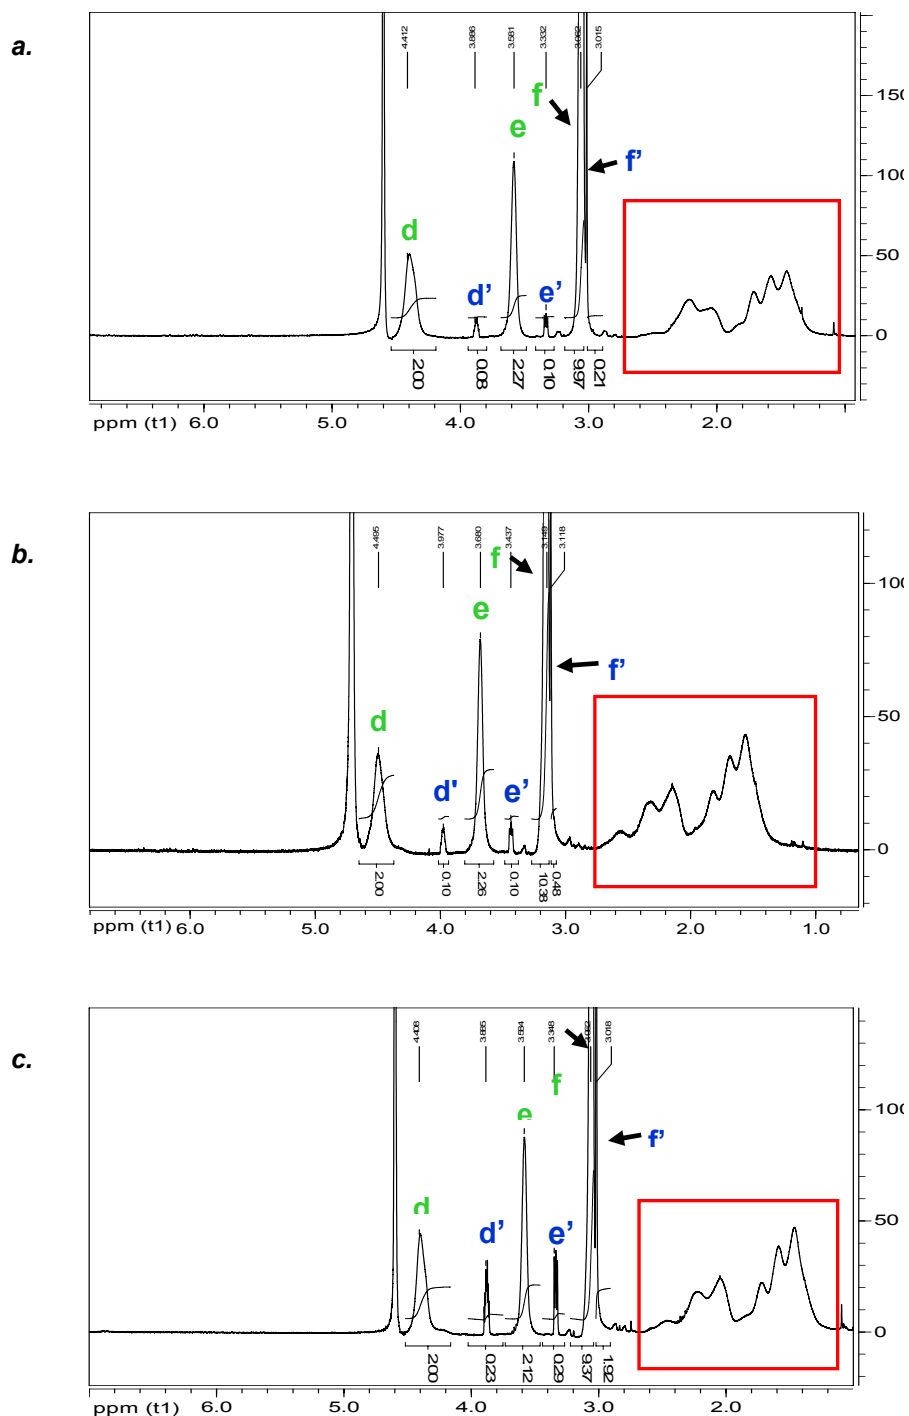 a.
4.412 3.886 3.581 3.332 3.062 3.015
f
e
f'
d
d' e'
150
100
50
0
2.00 0.08 2.27 0.10 9.97 0.21
ppm (t1) 6.0 5.0 4.0 3.0 2.0
b.
4.495 3.977 3.680 3.437 3.149 3.118
f
e
f'
d
d' e'
100
50
0
2.00 0.10 2.26 0.10 10.38 0.48
ppm (t1) 6.0 5.0 4.0 3.0 2.0 1.0
c.
4.408 3.885 3.584 3.348 3.018
f
e
f'
d
d' e'
100
50
0
2.00 0.23 2.12 0.29 9.37 1.92
ppm (t1) 6.0 5.0 4.0 3.0 2.0